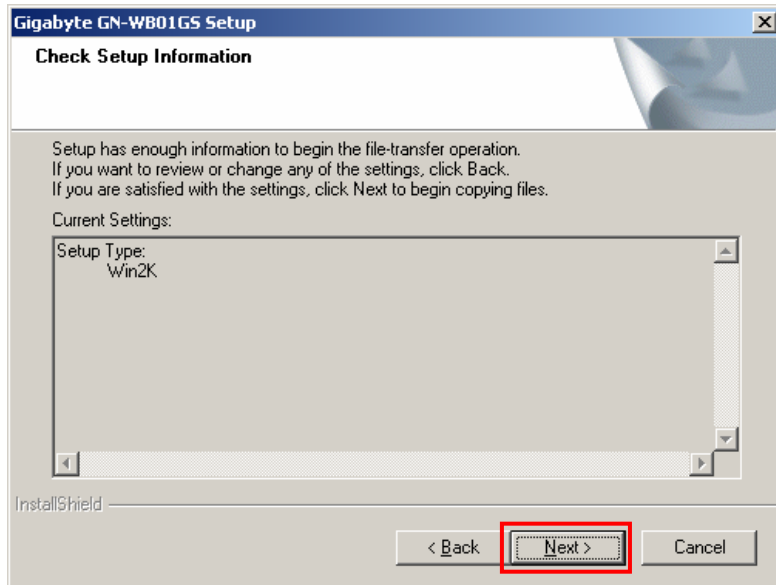 Gigabyte GN-WB01GS Setup
Check Setup Information
Setup has enough information to begin the file-transfer operation.
If you want to review or change any of the settings, click Back.
If you are satisfied with the settings, click Next to begin copying files.
Current Settings:
Setup Type:
Win2K
InstallShield
< Back
Next >
Cancel